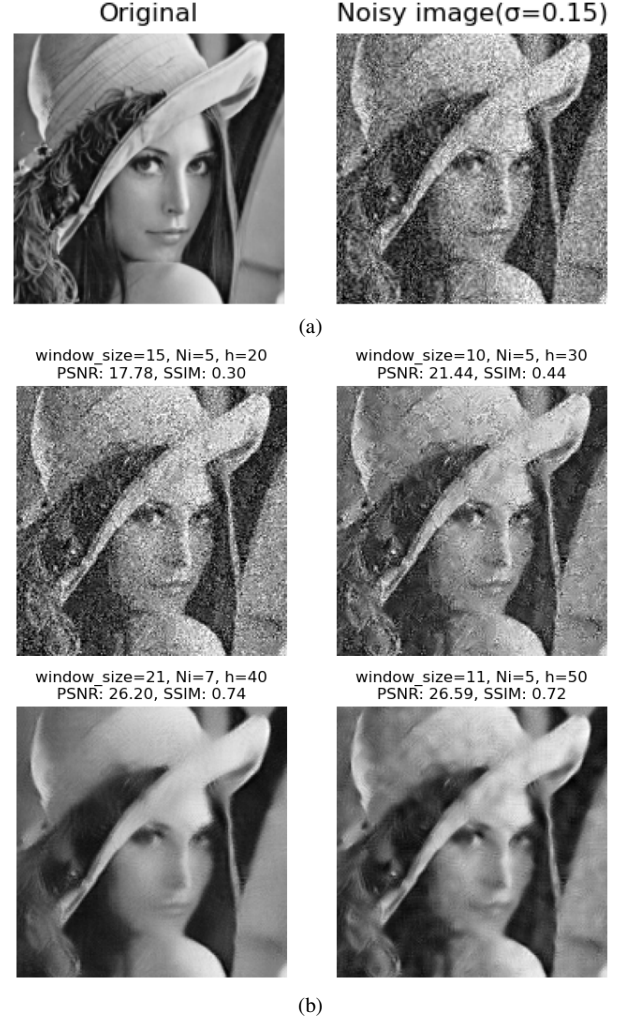 Original
Noisy image(σ=0.15)
(a)
window_size=15, Ni=5, h=20
PSNR: 17.78, SSIM: 0.30
window_size=10, Ni=5, h=30
PSNR: 21.44, SSIM: 0.44
window_size=21, Ni=7, h=40
PSNR: 26.20, SSIM: 0.74
window_size=11, Ni=5, h=50
PSNR: 26.59, SSIM: 0.72
(b)